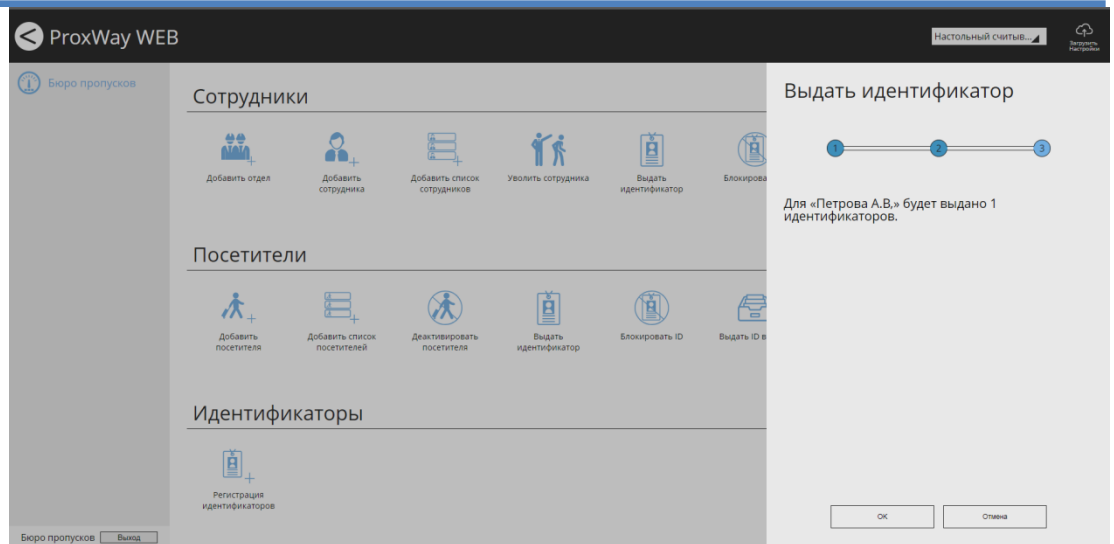 ProxWay WEB
Настольный считыв...
Загрузить
Настройки
Бюро пропусков
Сотрудники
Добавить отдел
Добавить
сотрудника
Добавить список
сотрудников
Уволить сотрудника
Выдать
идентификатор
Блокирова
Посетители
Добавить
посетителя
Добавить список
посетителей
Деактивировать
посетителя
Выдать
идентификатор
Блокировать ID
Выдать ID в
Идентификаторы
Регистрация
идентификаторов
Выдать идентификатор
1 2 3
Для «Петрова А.В,» будет выдано 1
идентификаторов.
ОК
Отмена
Бюро пропусков
Выход